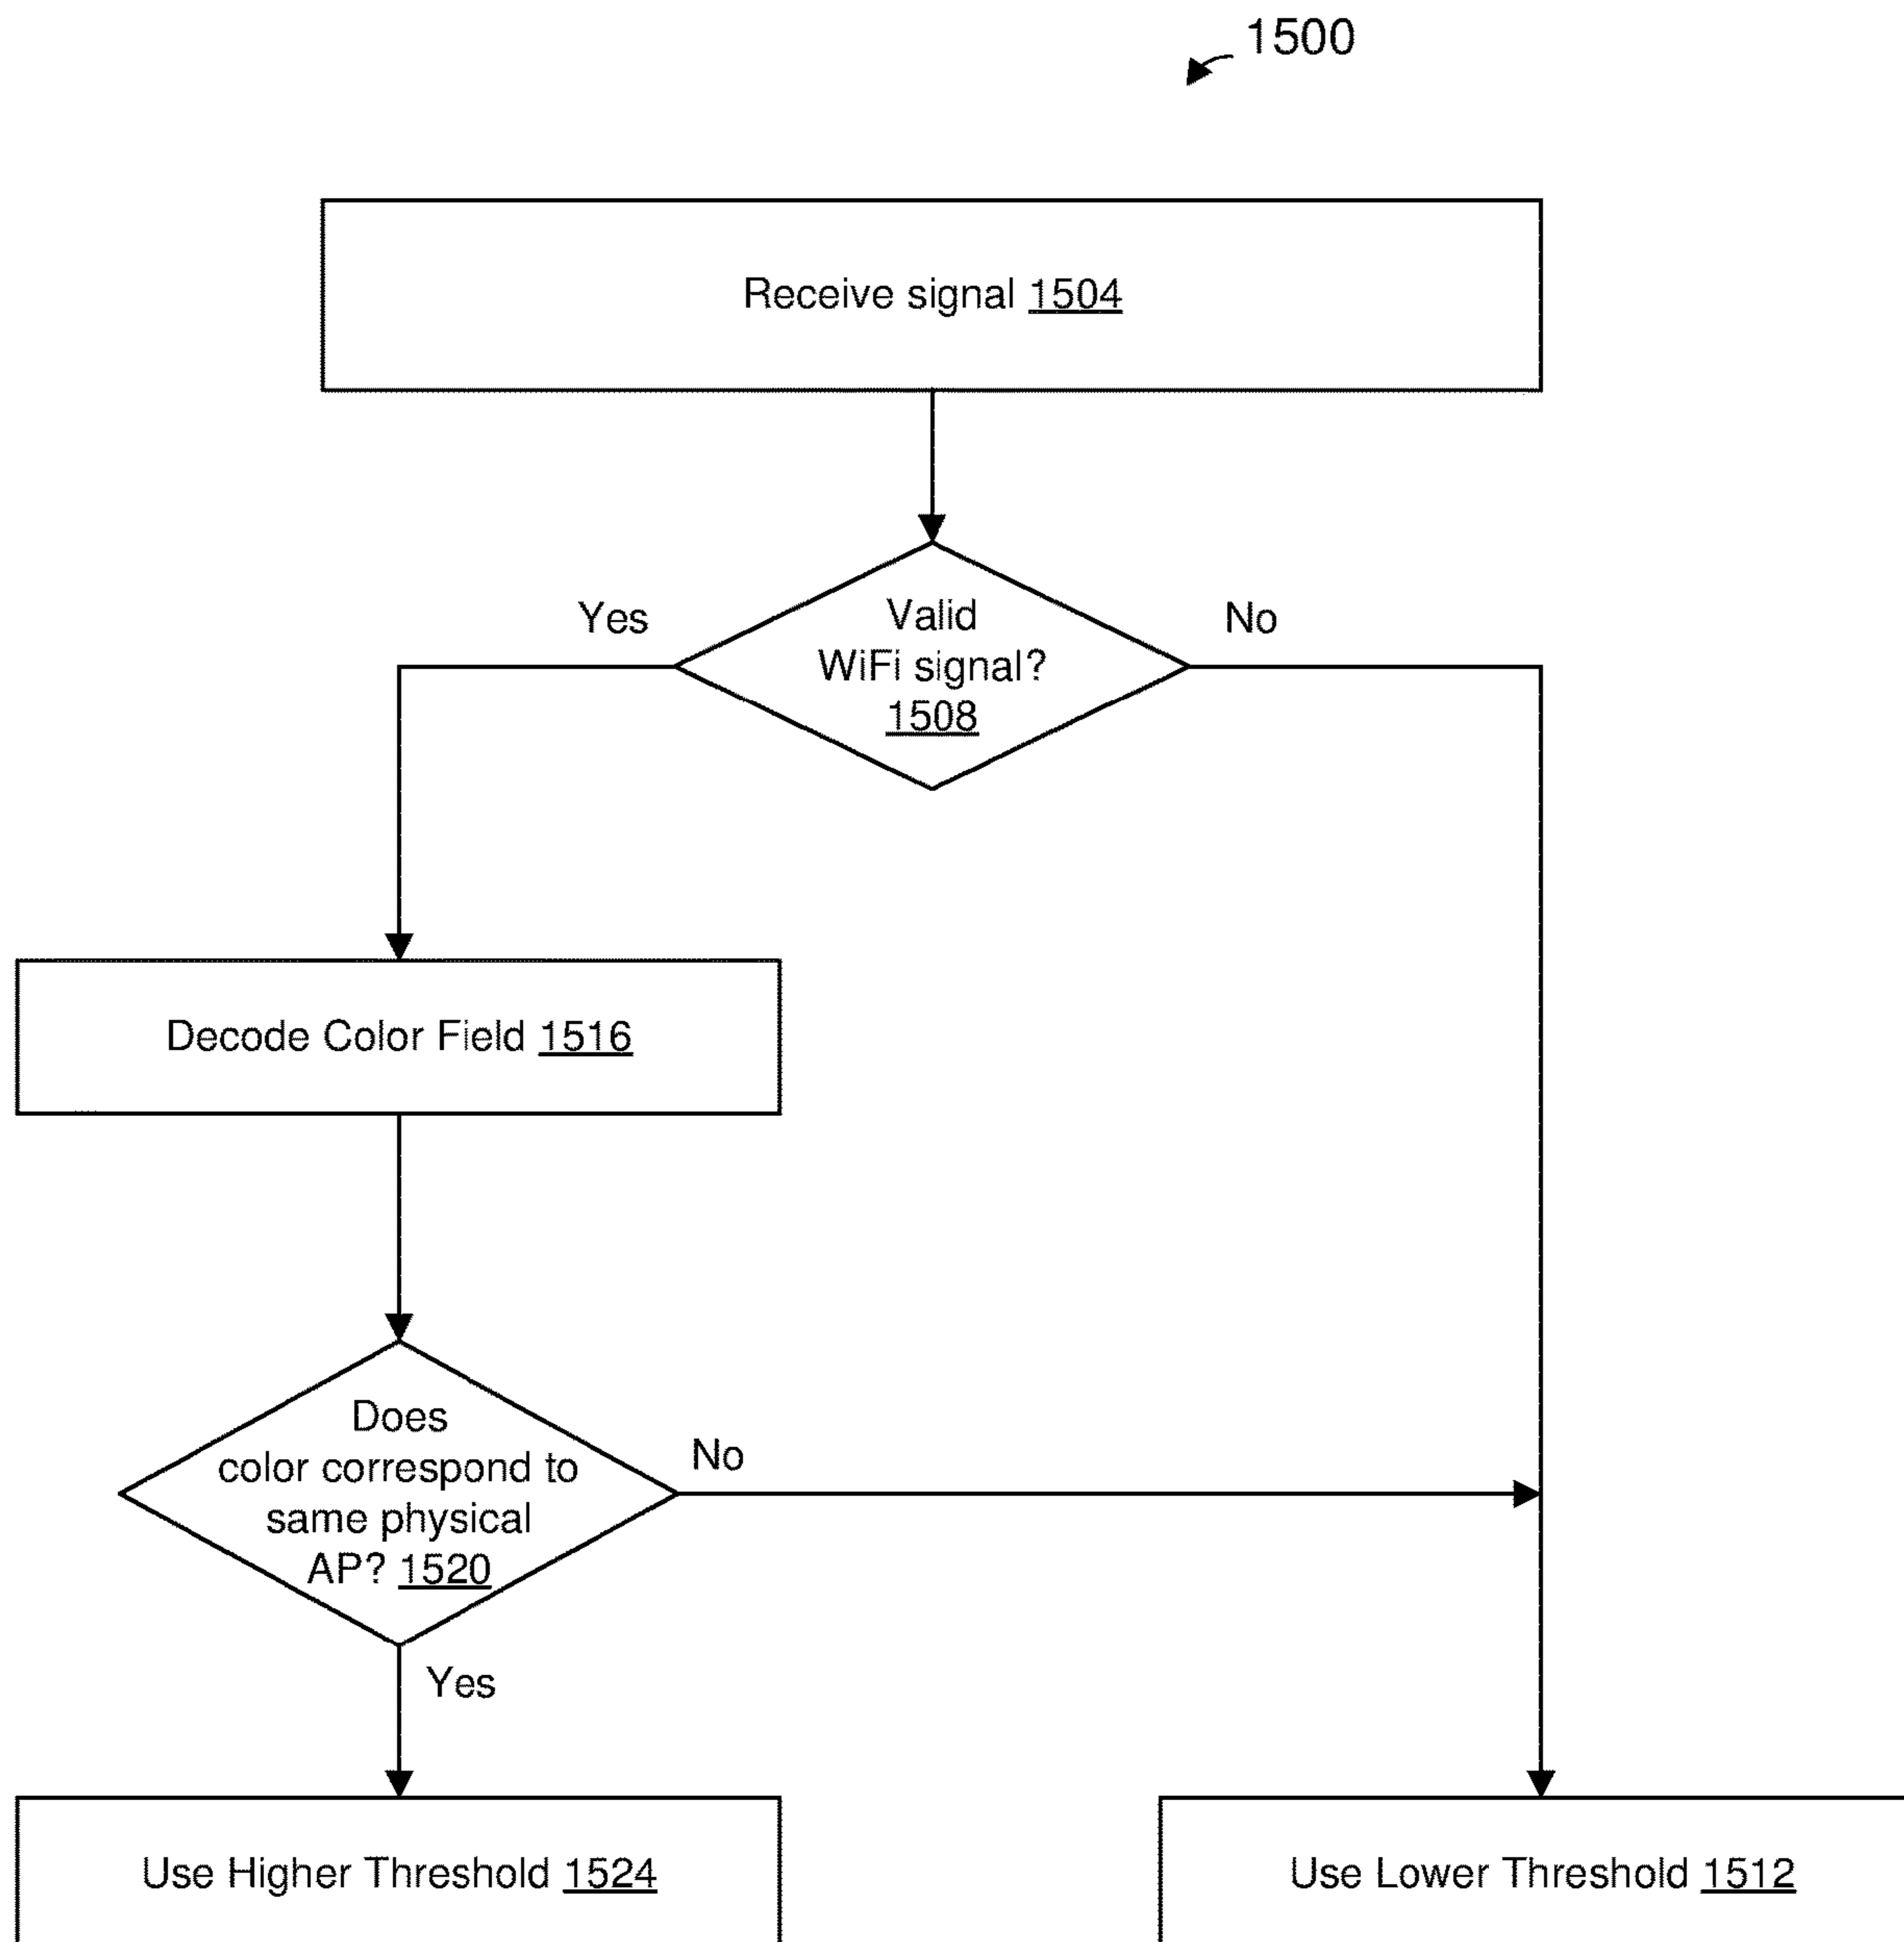 1500
Receive signal 1504
Yes
Valid
WiFi signal?
1508
No
Decode Color Field 1516
Does
color correspond to
same physical
AP? 1520
No
Yes
Use Higher Threshold 1524
Use Lower Threshold 1512